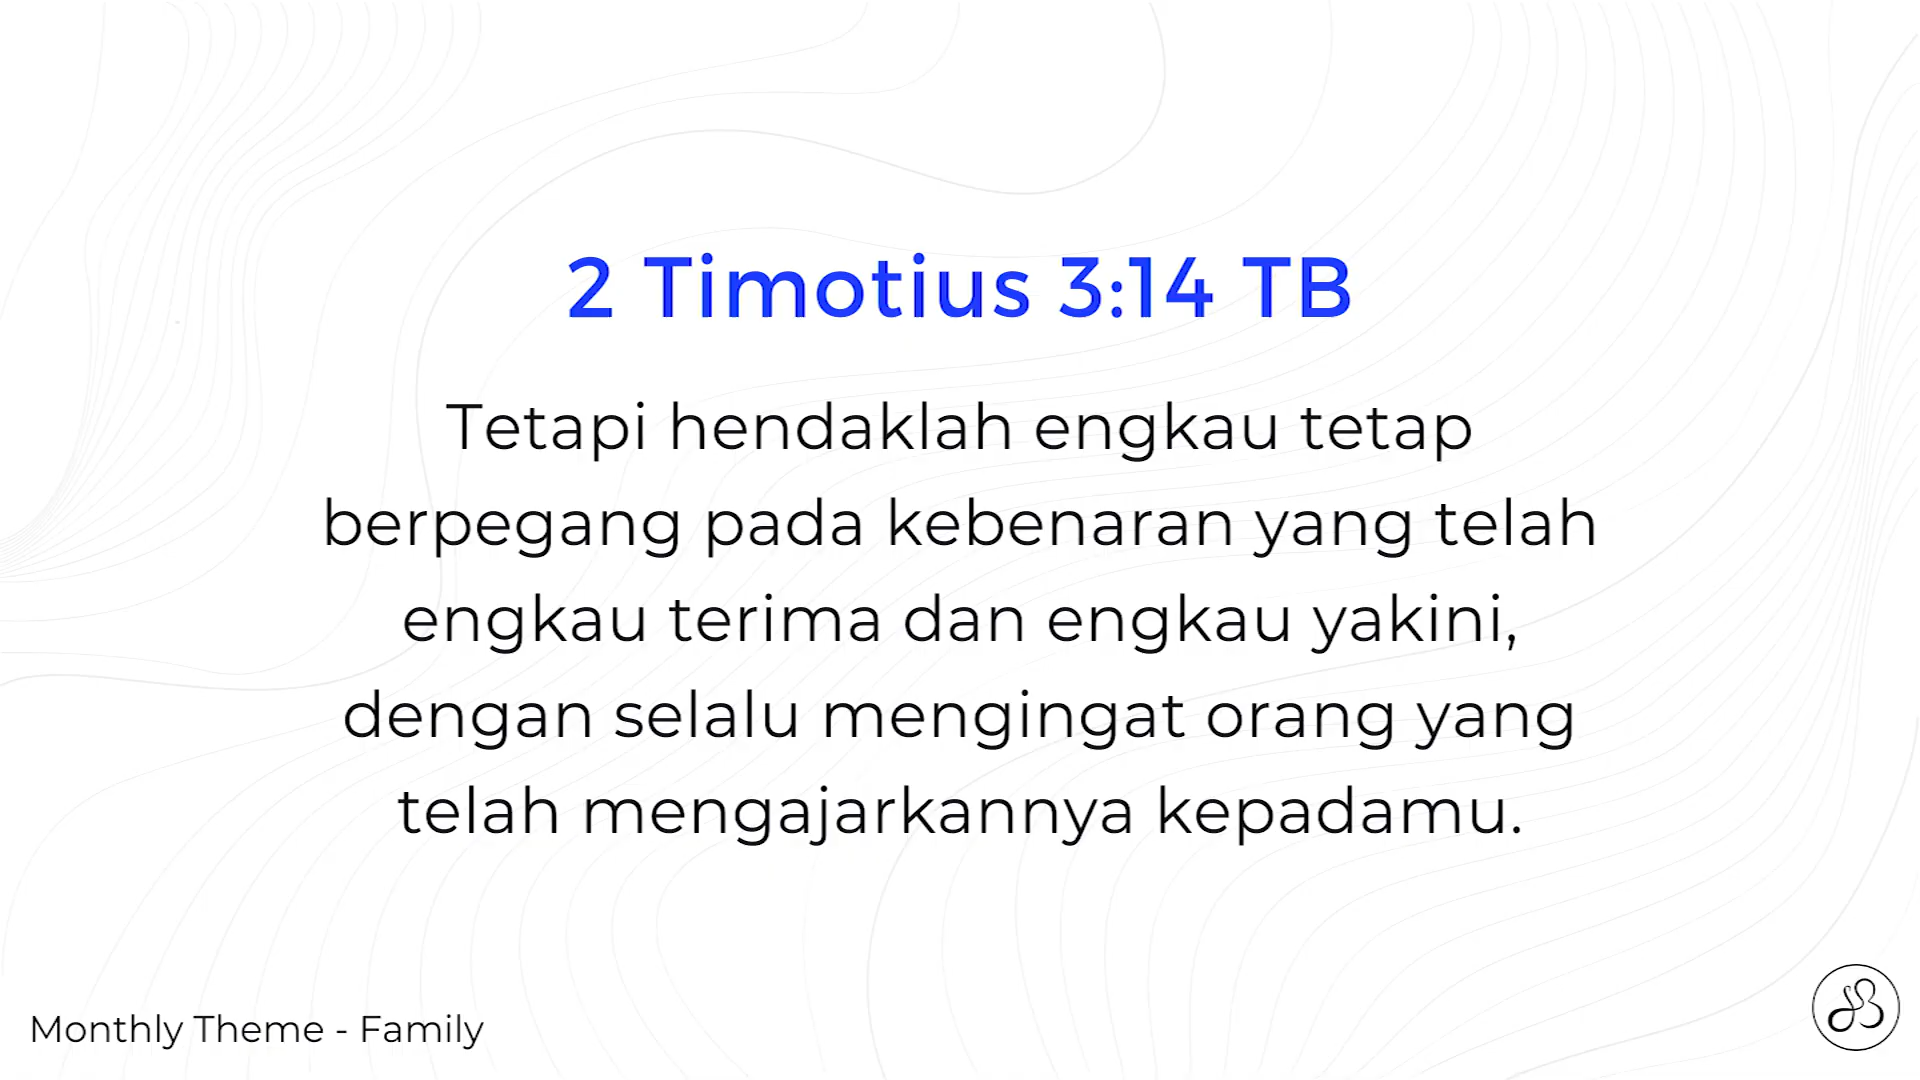 2 Timotius 3:14 TB
Tetapi hendaklah engkau tetap
berpegang pada kebenaran yang telah
engkau terima dan engkau yakini,
dengan selalu mengingat orang yang
telah mengajarkannya kepadamu.
Monthly Theme - Family